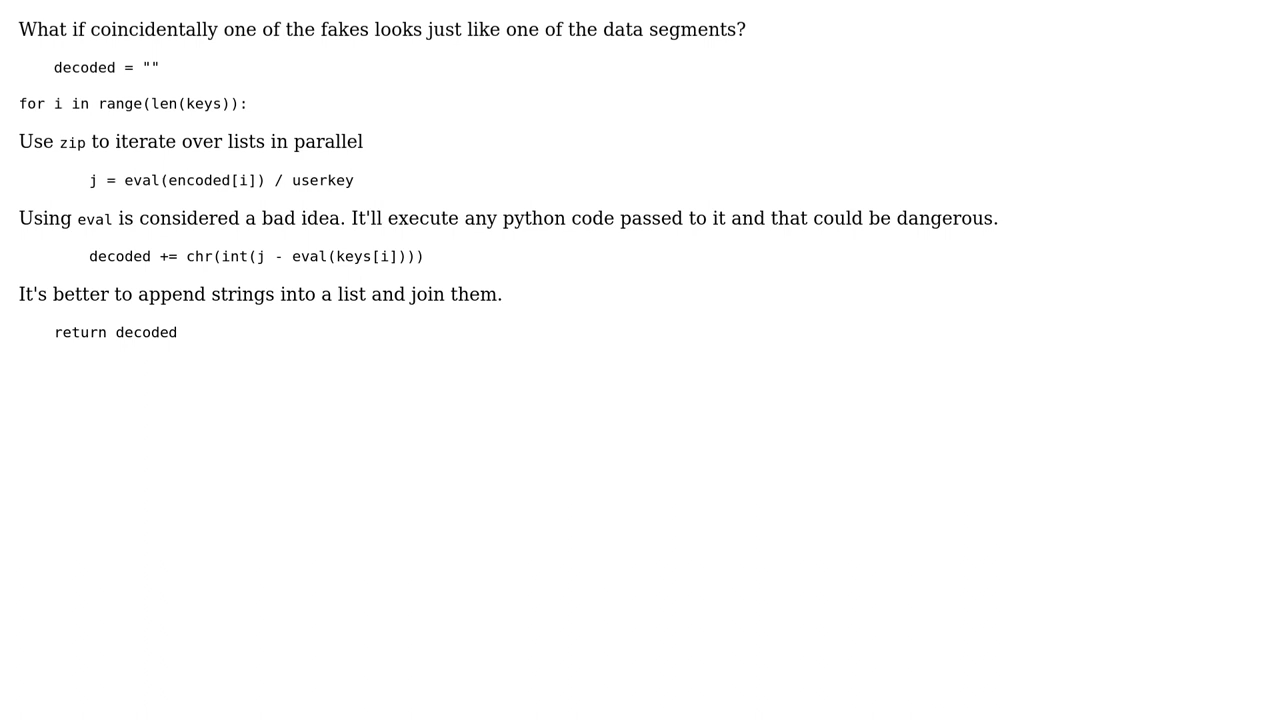 What if coincidentally one of the fakes looks just like one of the data segments?
    decoded = ""
for i in range(len(keys)):
Use zip to iterate over lists in parallel
        j = eval(encoded[i]) / userkey
Using eval is considered a bad idea. It'll execute any python code passed to it and that could be dangerous.
        decoded += chr(int(j - eval(keys[i])))
It's better to append strings into a list and join them.
    return decoded